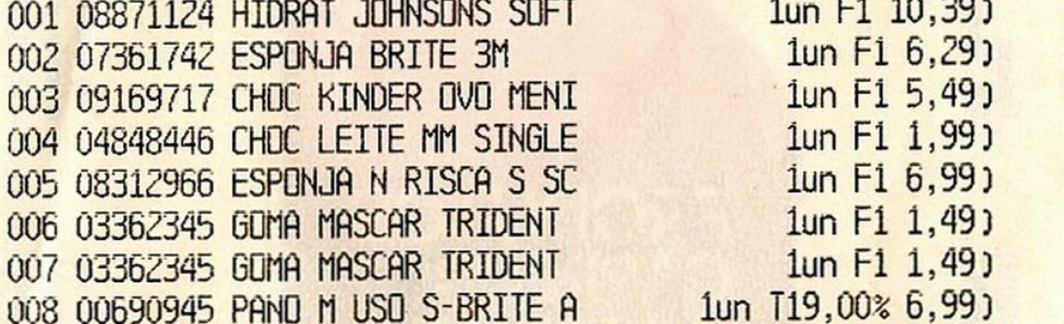 001 08871124 HIDRAT JOHNSONS SOFT 1un F1 10,39)
002 07361742 ESPONJA BRITE 3M 1un F1 6,29)
003 09169717 CHOC KINDER OVO MENI 1un F1 5,49)
004 04848446 CHOC LEITE MM SINGLE 1un F1 1,99)
005 08312966 ESPONJA N RISCA S SC 1un F1 6,99)
006 03362345 GOMA MASCAR TRIDENT 1un F1 1,49)
007 03362345 GOMA MASCAR TRIDENT 1un F1 1,49)
008 00690945 PANO M USO S-BRITE A 1un T19,00% 6,99)